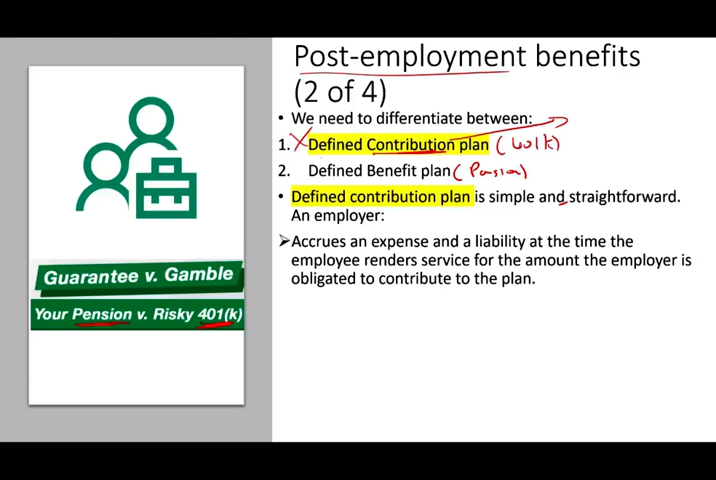 Post-employment benefits
(2 of 4)
• We need to differentiate between:
1. Defined Contribution plan (401k)
2. Defined Benefit plan (Pension)
• Defined contribution plan is simple and straightforward.
An employer:
➢Accrues an expense and a liability at the time the
employee renders service for the amount the employer is
obligated to contribute to the plan.
Guarantee v. Gamble
Your Pension v. Risky 401(k)